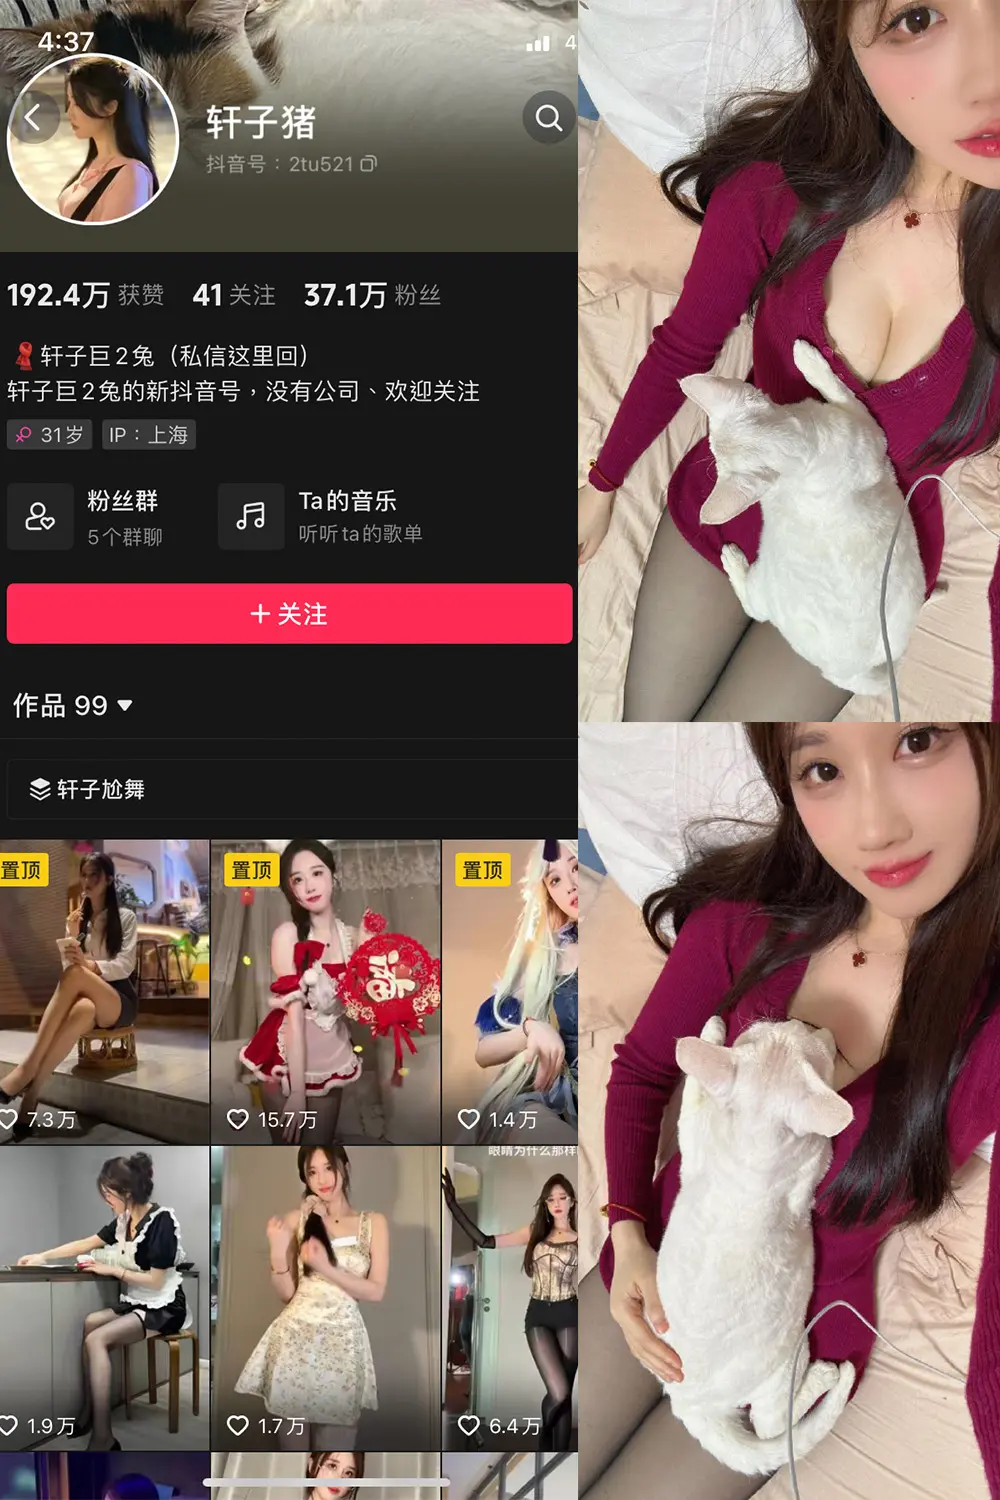 4:37
4
轩子猪
抖音号：2tu521
192.4万 获赞 41 关注 37.1万 粉丝
轩子巨2兔（私信这里回）
轩子巨2兔的新抖音号，没有公司、欢迎关注
31岁 IP：上海
粉丝群
5个群聊
Ta的音乐
听听ta的歌单
+ 关注
作品 99
轩子尬舞
置顶 置顶 置顶
7.3万 15.7万 1.4万
眼睛为什么那样
1.9万 1.7万 6.4万